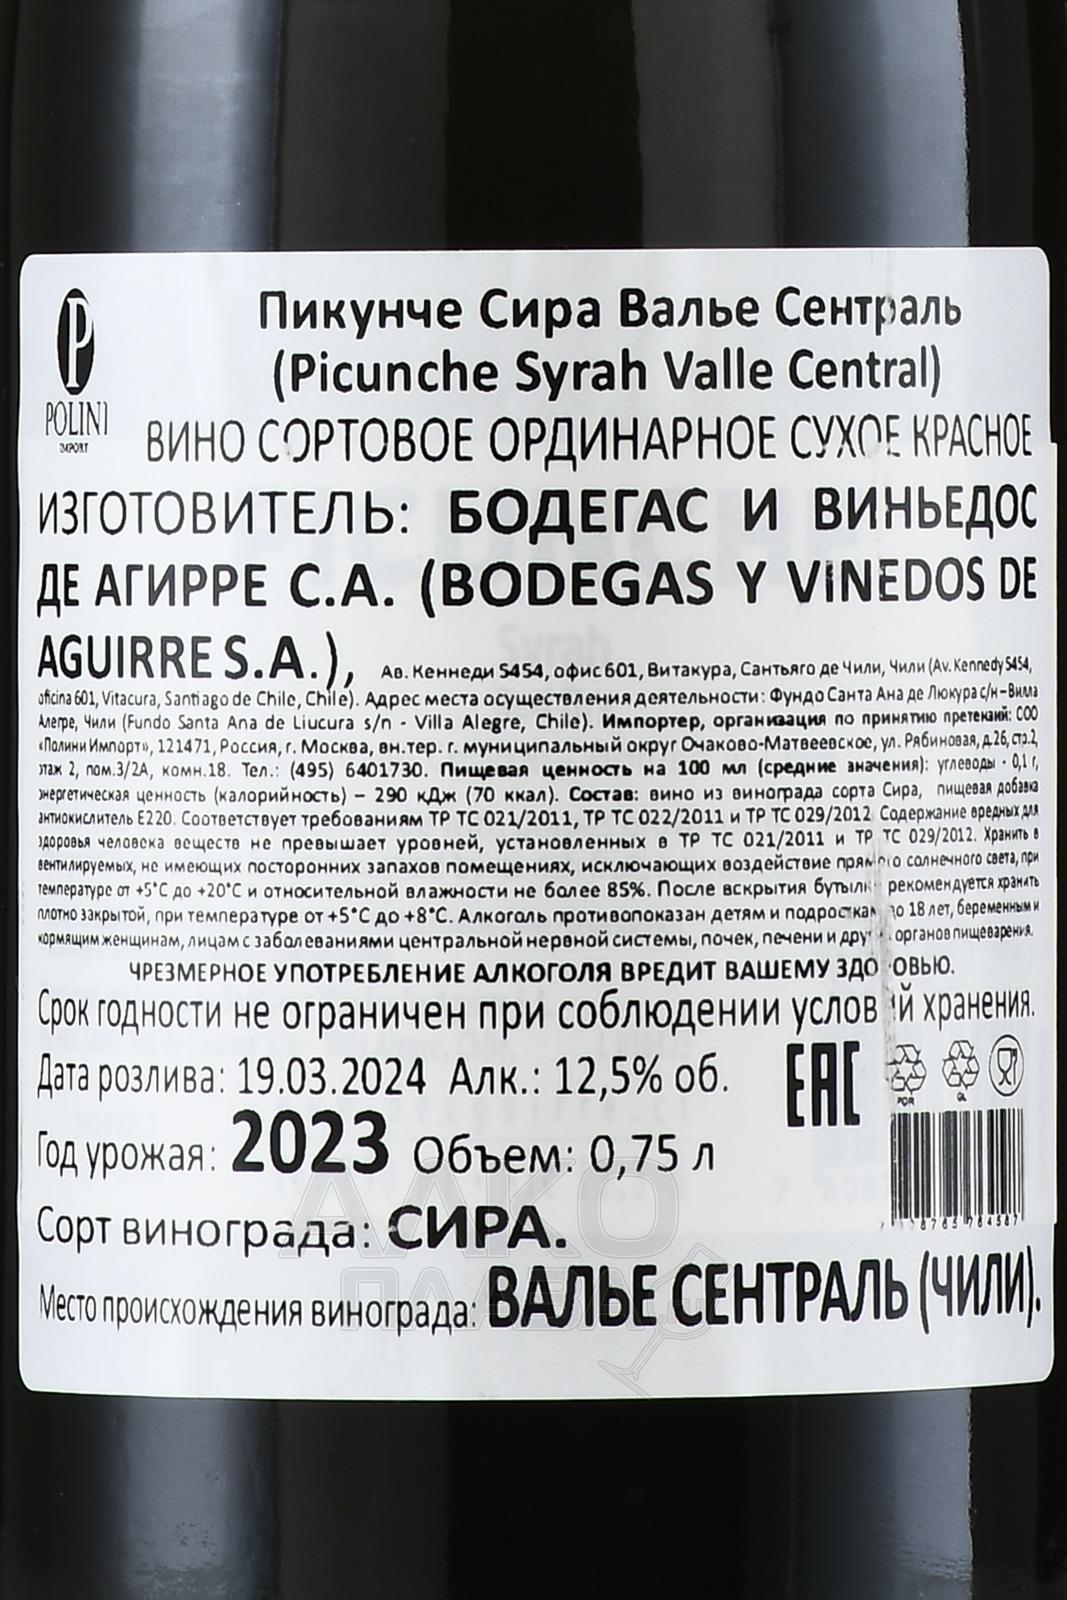 Пикунче Сира Валье Сентраль
(Picunche Syrah Valle Central)
P
POLINI
IMPORT
ВИНО СОРТОВОЕ ОРДИНАРНОЕ СУХОЕ КРАСНОЕ
ИЗГОТОВИТЕЛЬ: БОДЕГАС И ВИНЬЕДОС
ДЕ АГИРРЕ С.А. (BODEGAS Y VINEDOS DE
AGUIRRE S.A.), Ав. Кеннеди 5454, офис 601, Витакура, Сантьяго де Чили, Чили (Av. Kennedy 5454,
oficina 601, Vitacura, Santiago de Chile, Chile). Адрес места осуществления деятельности: Фундо Санта Ана де Люкура с/н – Вилла
Алегре, Чили (Fundo Santa Ana de Liucura s/n - Villa Alegre, Chile). Импортер, организация по принятию претензий: ООО
«Полини Импорт», 121471, Россия, г. Москва, вн.тер. г. муниципальный округ Очаково-Матвеевское, ул. Рябиновая, д.26, стр.2,
этаж 2, пом.3/2А, комн.18. Тел.: (495) 6401730. Пищевая ценность на 100 мл (средние значения): углеводы - 0,1 г,
энергетическая ценность (калорийность) – 290 кДж (70 ккал). Состав: вино из винограда сорта Сира, пищевая добавка
антиокислитель Е220. Соответствует требованиям ТР ТС 021/2011, ТР ТС 022/2011 и ТР ТС 029/2012 Содержание вредных для
здоровья человека веществ не превышает уровней, установленных в ТР ТС 021/2011 и ТР ТС 029/2012. Хранить в
вентилируемых, не имеющих посторонних запахов помещениях, исключающих воздействие прямого солнечного света, при
температуре от +5°С до +20°С и относительной влажности не более 85%. После вскрытия бутылк рекомендуется хранить
плотно закрытой, при температуре от +5°С до +8°С. Алкоголь противопоказан детям и подросткам до 18 лет, беременным и
кормящим женщинам, лицам с заболеваниями центральной нервной системы, почек, печени и друг органов пищеварения.
ЧРЕЗМЕРНОЕ УПОТРЕБЛЕНИЕ АЛКОГОЛЯ ВРЕДИТ ВАШЕМУ ЗДО ОВЬЮ.
Срок годности не ограничен при соблюдении услов ий хранения.
Дата розлива: 19.03.2024 Алк.: 12,5% об.
EAC
FOR
GL
Год урожая: 2023 Объем: 0,75 л
Сорт винограда: СИРА.
Место происхождения винограда: ВАЛЬЕ СЕНТРАЛЬ (ЧИЛИ).
АЛКО
ПЛАЗА.ru